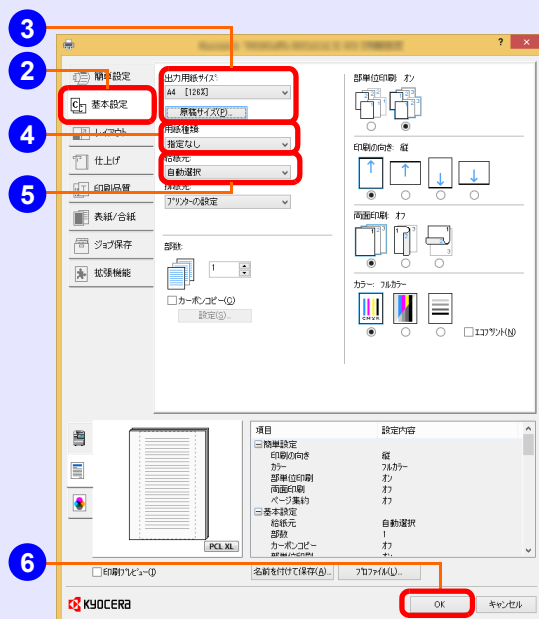 3
?
×
2
簡単設定
基本設定
レイアウト
仕上げ
印刷品質
表紙/合紙
ジョブ保存
拡張機能
出力用紙サイズ:
A4 [126%]
原稿サイズ(P)...
4
用紙種類
指定なし
給紙元:
自動選択
5
排紙元:
プリンターの設定
部数:
1
カーボンコピー(C)
設定(S)...
部単位印刷: オン
123
123
印刷の向き: 縦
両面印刷: オフ
カラー: フルカラー
CMYK
エコプリント(N)
PCL XL
項目 設定内容
簡単設定
印刷の向き 縦
カラー フルカラー
部単位印刷 オン
両面印刷 オフ
ページ集約 オフ
基本設定
給紙元 自動選択
部数 1
カーボンコピー オフ
部単位印刷 オン
6
印刷プレビュー(I)
名前を付けて保存(A)...
プロファイル(L)...
KYOCERA
OK
キャンセル